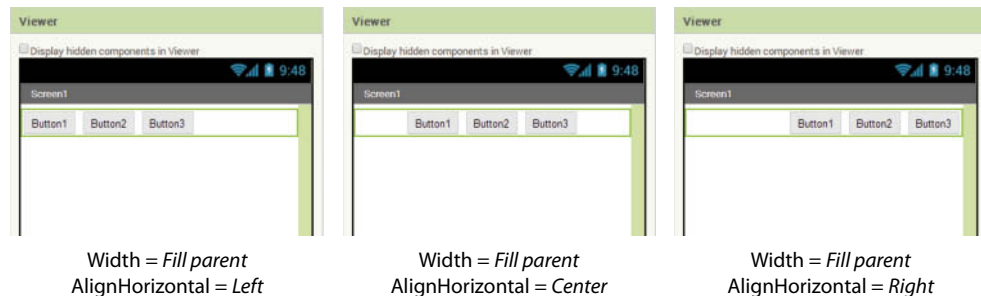 Viewer
Display hidden components in Viewer
9:48
Screen1
Button1 Button2 Button3
Width = Fill parent
AlignHorizontal = Left
Viewer
Display hidden components in Viewer
9:48
Screen1
Button1 Button2 Button3
Width = Fill parent
AlignHorizontal = Center
Viewer
Display hidden components in Viewer
9:48
Screen1
Button1 Button2 Button3
Width = Fill parent
AlignHorizontal = Right